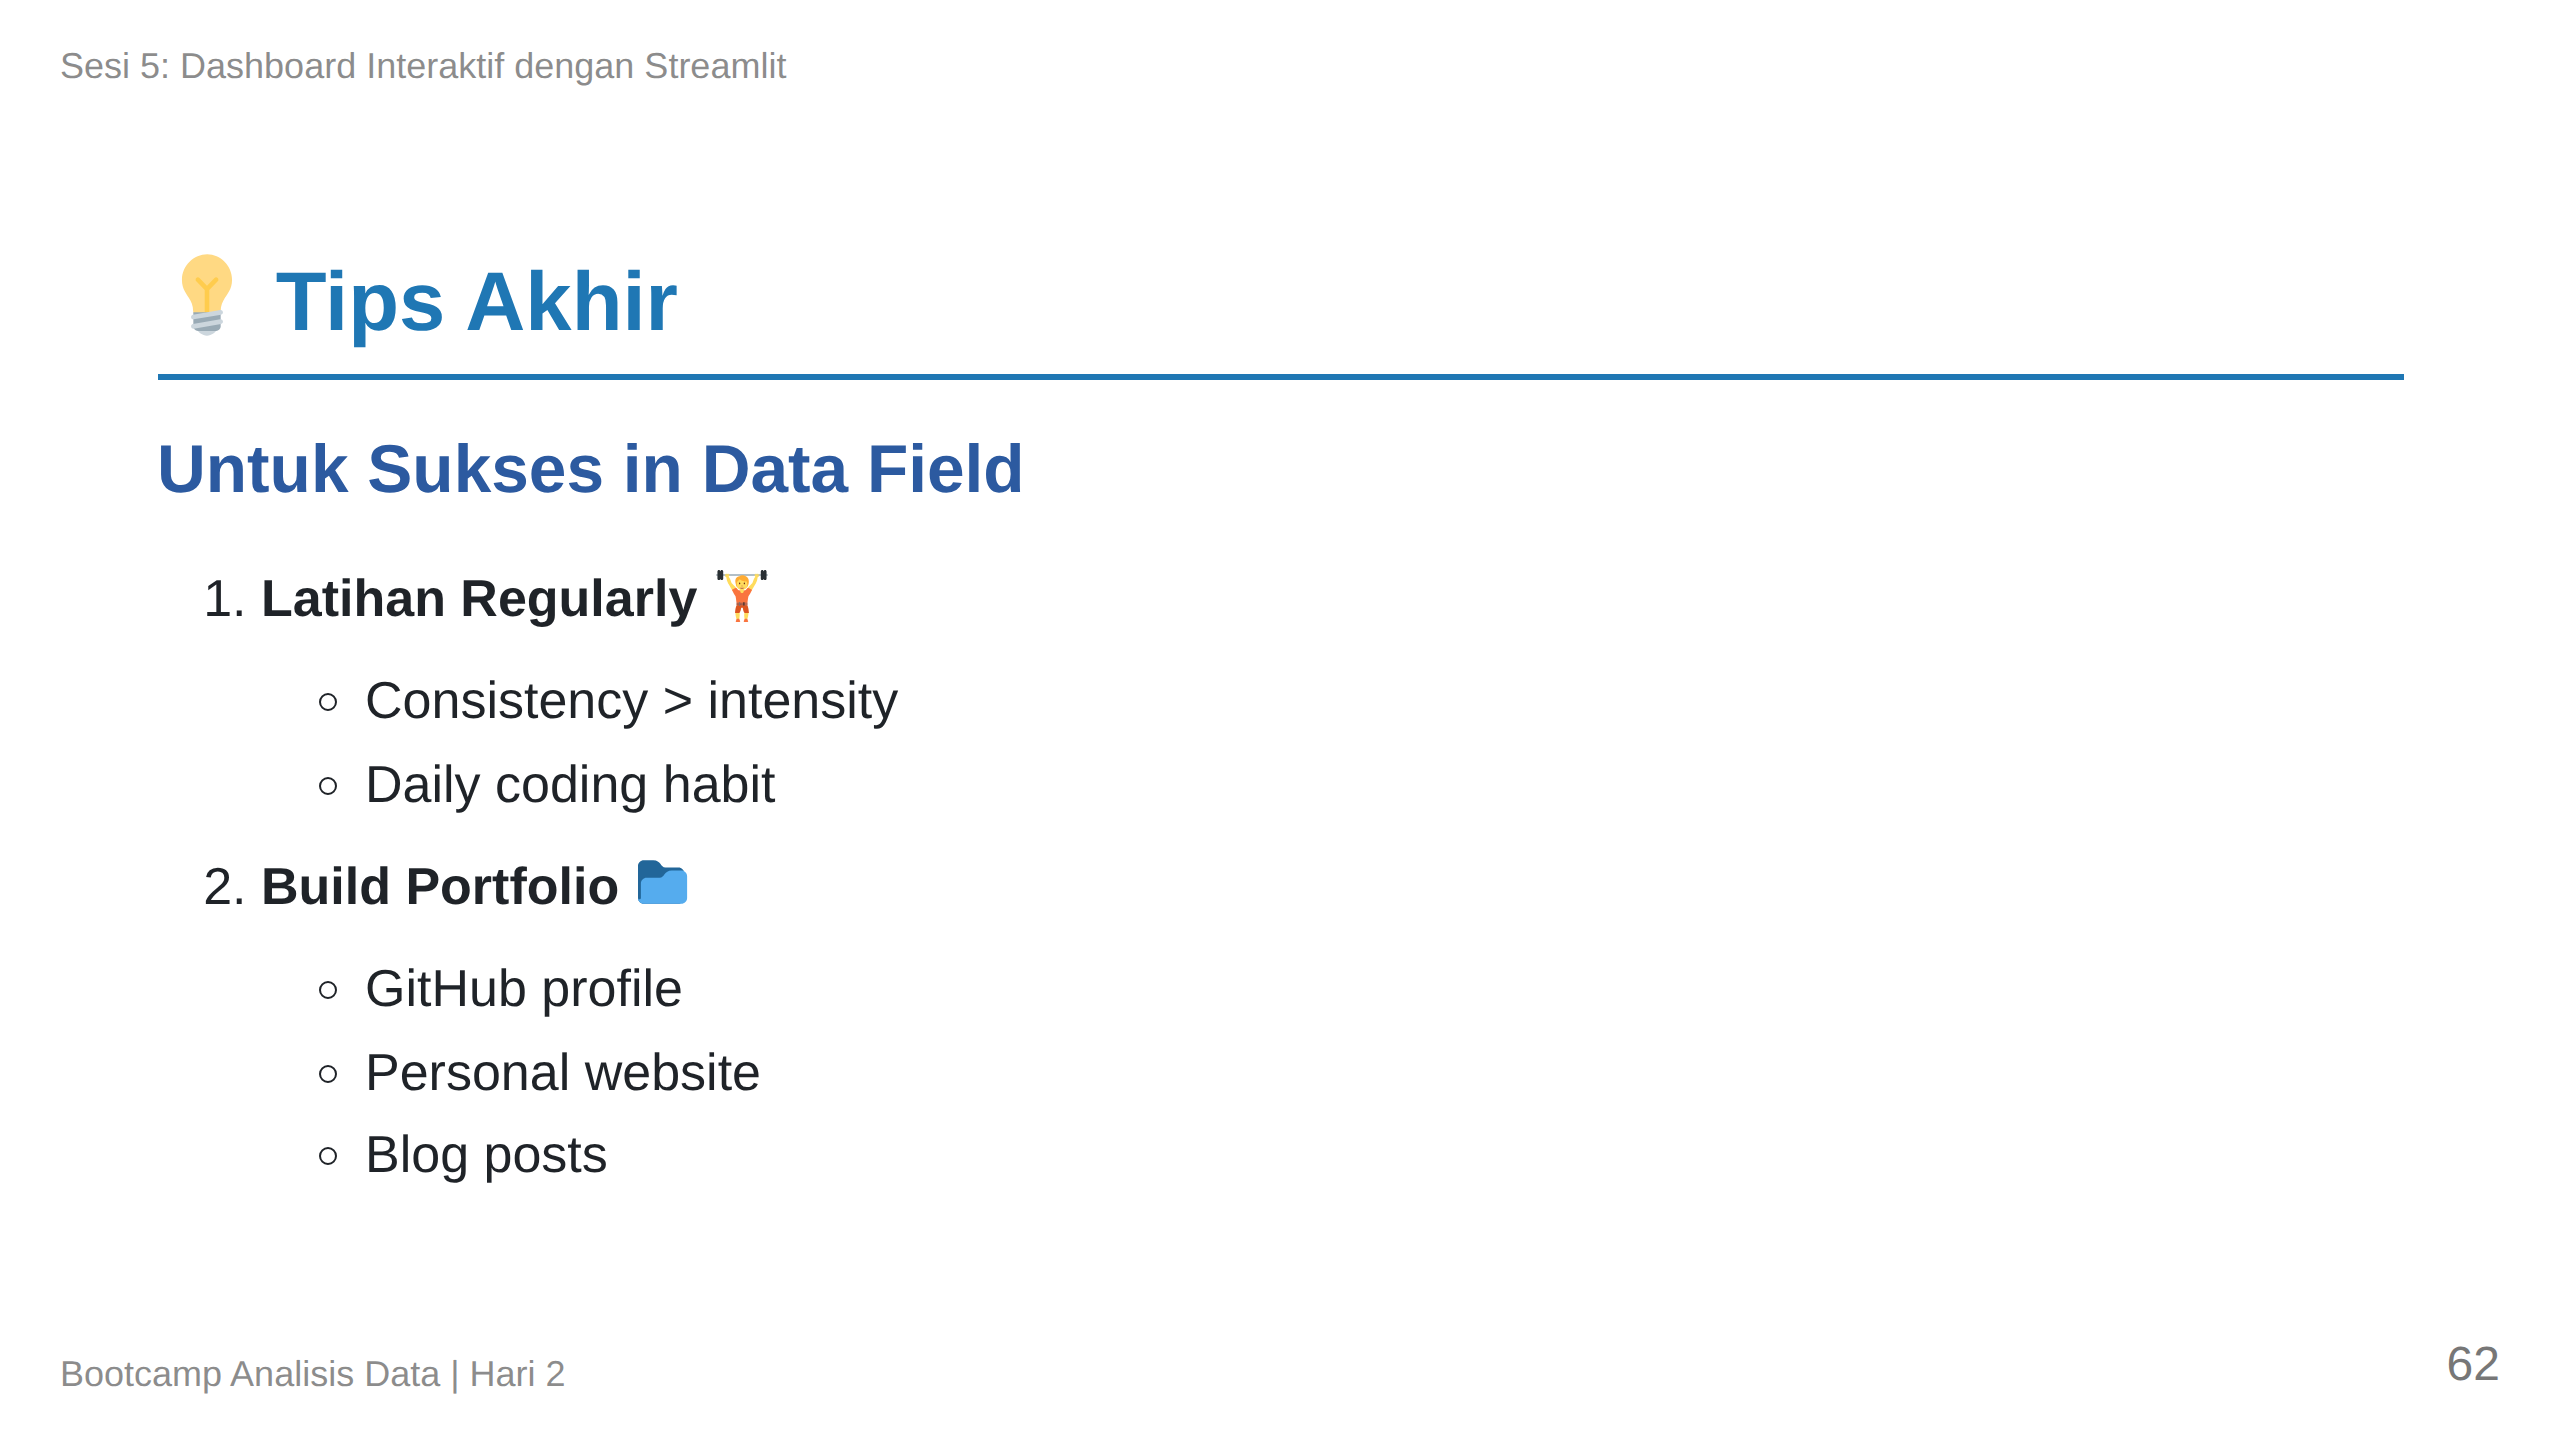 Sesi 5: Dashboard Interaktif dengan Streamlit
💡 Tips Akhir
Untuk Sukses in Data Field
1. Latihan Regularly 🏋️
○ Consistency > intensity
○ Daily coding habit
2. Build Portfolio 📁
○ GitHub profile
○ Personal website
○ Blog posts
Bootcamp Analisis Data | Hari 2
62